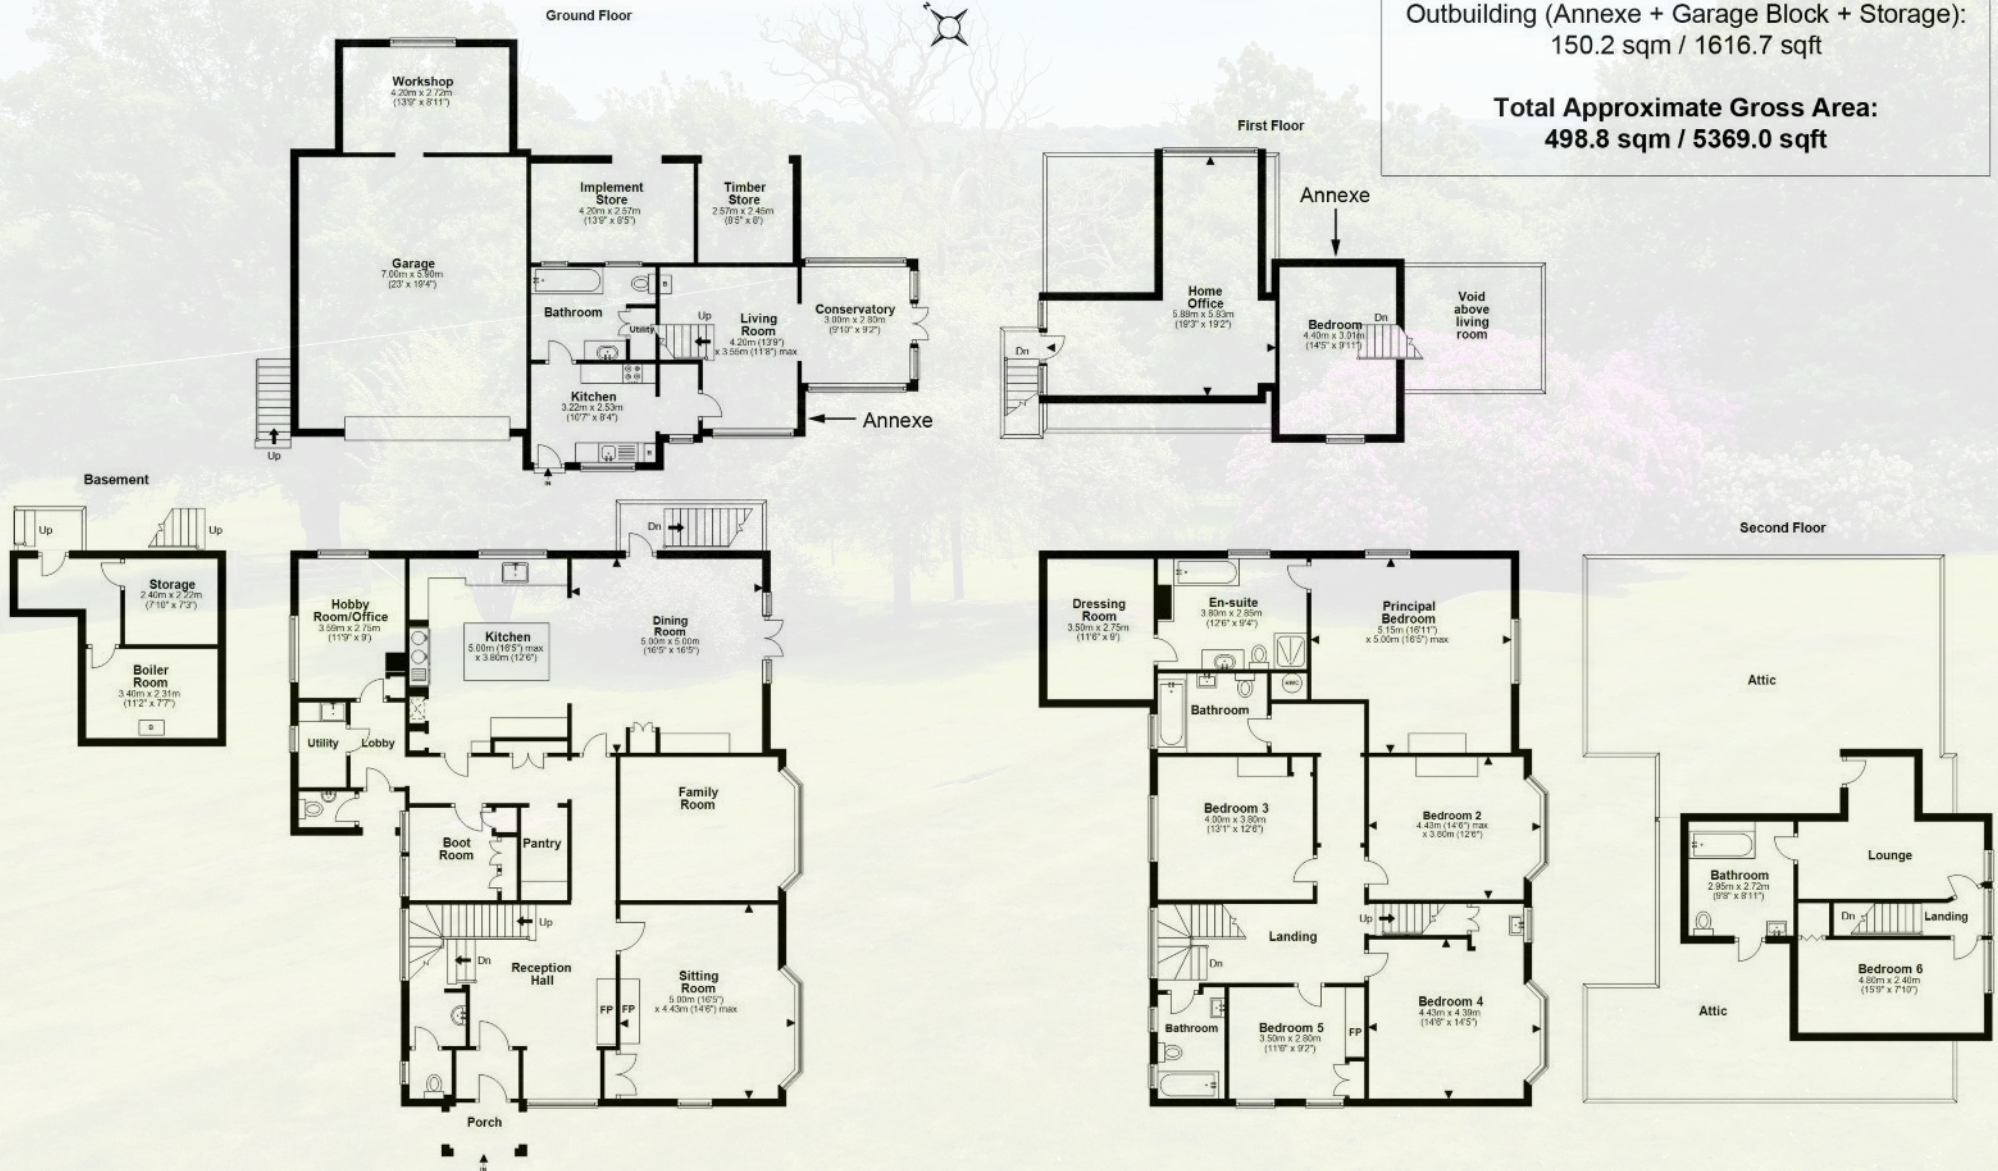 Ground Floor
N
Outbuilding (Annexe + Garage Block + Storage):
150.2 sqm / 1616.7 sqft
Total Approximate Gross Area:
498.8 sqm / 5369.0 sqft
Workshop
4.20m x 2.72m
(13'9" x 8'11")
Implement
Store
4.20m x 2.57m
(13'9" x 8'5")
Timber
Store
2.57m x 2.45m
(8'5" x 8')
Garage
7.00m x 5.90m
(23' x 19'4")
Bathroom
Utility
B
Up
Living
Room
4.20m (13'9")
x 3.55m (11'8") max
Conservatory
3.00m x 2.80m
(9'10" x 9'2")
Kitchen
3.22m x 2.53m
(10'7" x 8'4")
Annexe
Up
IN
First Floor
Annexe
Home
Office
5.88m x 5.83m
(19'3" x 19'2")
Dn
Bedroom
4.40m x 3.01m
(14'5" x 9'11")
Dn
Void
above
living
room
Basement
Up
Up
Storage
2.40m x 2.22m
(7'10" x 7'3")
Boiler
Room
3.40m x 2.31m
(11'2" x 7'7")
Dn
Hobby
Room/Office
3.59m x 2.75m
(11'9" x 9')
Kitchen
5.00m (16'5") max
x 3.80m (12'6")
Dining
Room
5.00m x 5.00m
(16'5" x 16'5")
Utility
Lobby
Boot
Room
Pantry
Family
Room
Up
Dn
Reception
Hall
FP
FP
Sitting
Room
5.00m (16'5")
x 4.43m (14'6") max
Porch
IN
Dressing
Room
3.50m x 2.75m
(11'6" x 9')
En-suite
3.80m x 2.85m
(12'6" x 9'4")
Principal
Bedroom
5.15m (16'11")
x 5.00m (16'5") max
Bathroom
HWC
Bedroom 3
4.00m x 3.80m
(13'1" x 12'6")
Bedroom 2
4.43m (14'6") max
x 3.80m (12'6")
Up
Landing
Dn
Bathroom
Bedroom 5
3.50m x 2.80m
(11'6" x 9'2")
FP
Bedroom 4
4.43m x 4.39m
(14'6" x 14'5")
Second Floor
Attic
Lounge
Bathroom
2.95m x 2.72m
(9'8" x 8'11")
Dn
Landing
Bedroom 6
4.80m x 2.40m
(15'9" x 7'10")
Attic